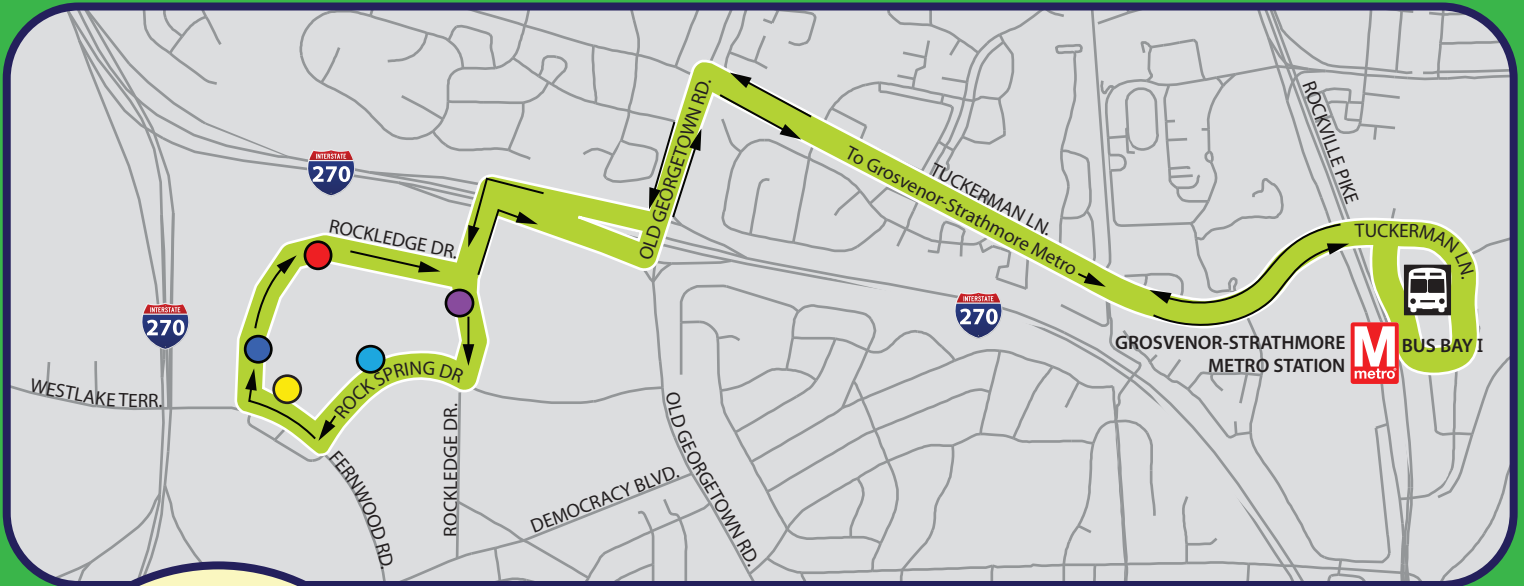 OLD GEORGETOWN RD.
ROCKVILLE PIKE
INTERSTATE
270
To Grosvenor-Strathmore Metro
TUCKERMAN LN.
ROCKLEDGE DR.
TUCKERMAN LN.
INTERSTATE
270
INTERSTATE
270
GROSVENOR-STRATHMORE
METRO STATION
M
metro
BUS BAY I
ROCK SPRING DR
WESTLAKE TERR.
FERNWOOD RD.
ROCKLEDGE DR.
OLD GEORGETOWN RD.
DEMOCRACY BLVD.